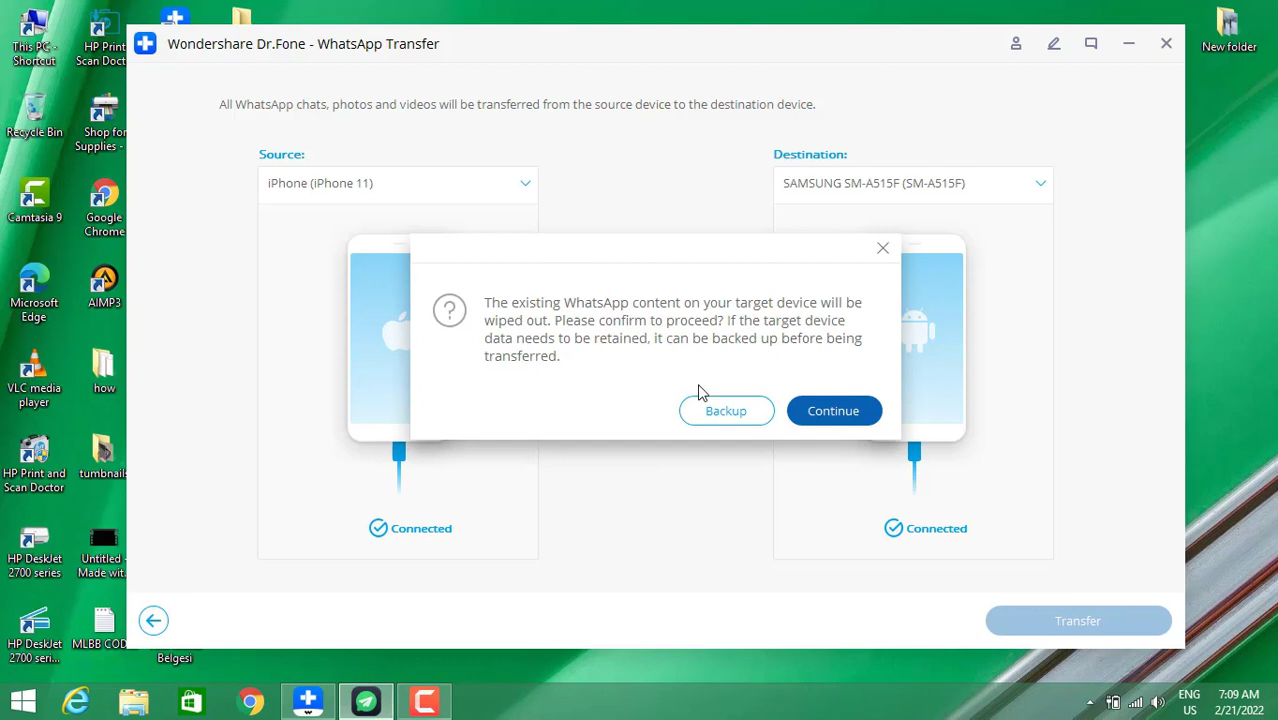 This PC - Shortcut
HP Print Scan Doct
Recycle Bin
Shop for Supplies -
Camtasia 9
Google Chrome
Microsoft Edge
AIMP3
VLC media player
how
HP Print and Scan Doctor
tumbnails
HP DeskJet 2700 series
Untitled - Made wit...
HP DeskJet 2700 seri...
MLBB COD
Belgesi
New folder
Wondershare Dr.Fone - WhatsApp Transfer
All WhatsApp chats, photos and videos will be transferred from the source device to the destination device.
Source:
Destination:
iPhone (iPhone 11)
SAMSUNG SM-A515F (SM-A515F)
The existing WhatsApp content on your target device will be
wiped out. Please confirm to proceed? If the target device
data needs to be retained, it can be backed up before being
transferred.
Backup
Continue
Connected
Connected
Transfer
ENG
US
7:09 AM
2/21/2022